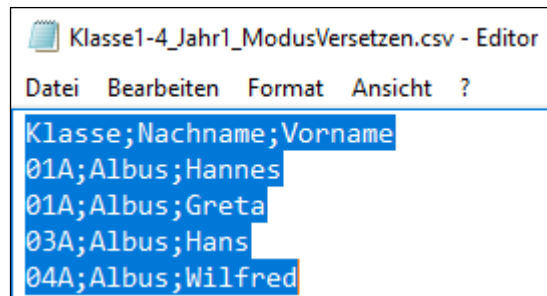 Klasse1-4_Jahr1_ModusVersetzen.csv - Editor
Datei Bearbeiten Format Ansicht ?
Klasse;Nachname;Vorname
01A;Albus;Hannes
01A;Albus;Greta
03A;Albus;Hans
04A;Albus;Wilfred